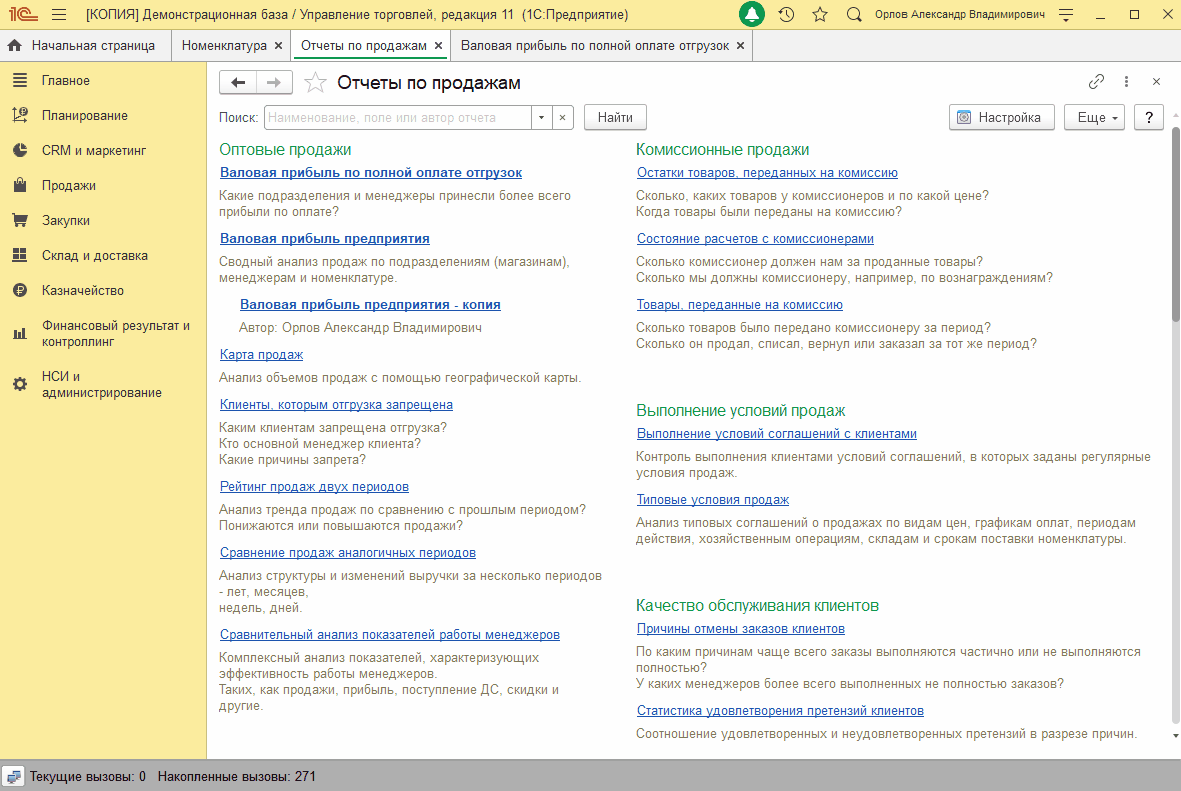 1С [КОПИЯ] Демонстрационная база / Управление торговлей, редакция 11 (1С:Предприятие) Орлов Александр Владимирович
Начальная страница Номенклатура × Отчеты по продажам × Валовая прибыль по полной оплате отгрузок ×
Главное
Планирование
CRM и маркетинг
Продажи
Закупки
Склад и доставка
Казначейство
Финансовый результат и
контроллинг
НСИ и
администрирование
Отчеты по продажам
Поиск: Наименование, поле или автор отчета × Найти Настройка Еще ?
Оптовые продажи
Валовая прибыль по полной оплате отгрузок
Какие подразделения и менеджеры принесли более всего
прибыли по оплате?
Валовая прибыль предприятия
Сводный анализ продаж по подразделениям (магазинам),
менеджерам и номенклатуре.
Валовая прибыль предприятия - копия
Автор: Орлов Александр Владимирович
Карта продаж
Анализ объемов продаж с помощью географической карты.
Клиенты, которым отгрузка запрещена
Каким клиентам запрещена отгрузка?
Кто основной менеджер клиента?
Какие причины запрета?
Рейтинг продаж двух периодов
Анализ тренда продаж по сравнению с прошлым периодом?
Понижаются или повышаются продажи?
Сравнение продаж аналогичных периодов
Анализ структуры и изменений выручки за несколько периодов
- лет, месяцев,
недель, дней.
Сравнительный анализ показателей работы менеджеров
Комплексный анализ показателей, характеризующих
эффективность работы менеджеров.
Таких, как продажи, прибыль, поступление ДС, скидки и
другие.
Комиссионные продажи
Остатки товаров, переданных на комиссию
Сколько, каких товаров у комиссионеров и по какой цене?
Когда товары были переданы на комиссию?
Состояние расчетов с комиссионерами
Сколько комиссионер должен нам за проданные товары?
Сколько мы должны комиссионеру, например, по вознаграждениям?
Товары, переданные на комиссию
Сколько товаров было передано комиссионеру за период?
Сколько он продал, списал, вернул или заказал за тот же период?
Выполнение условий продаж
Выполнение условий соглашений с клиентами
Контроль выполнения клиентами условий соглашений, в которых заданы регулярные
условия продаж.
Типовые условия продаж
Анализ типовых соглашений о продажах по видам цен, графикам оплат, периодам
действия, хозяйственным операциям, складам и срокам поставки номенклатуры.
Качество обслуживания клиентов
Причины отмены заказов клиентов
По каким причинам чаще всего заказы выполняются частично или не выполняются
полностью?
У каких менеджеров более всего выполненных не полностью заказов?
Статистика удовлетворения претензий клиентов
Соотношение удовлетворенных и неудовлетворенных претензий в разрезе причин.
Текущие вызовы: 0 Накопленные вызовы: 271